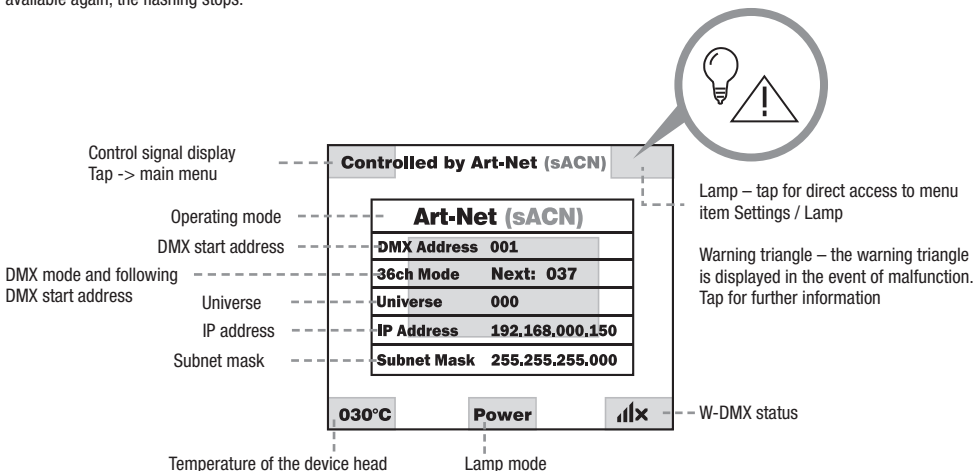 available again, the flashing stops.
Control signal display
Tap -> main menu
Controlled by Art-Net (sACN)
Lamp – tap for direct access to menu
item Settings / Lamp
Operating mode
Art-Net (sACN)
DMX start address
DMX Address 001
Warning triangle – the warning triangle
is displayed in the event of malfunction.
Tap for further information
DMX mode and following
DMX start address
36ch Mode Next: 037
Universe
Universe 000
IP address
IP Address 192.168.000.150
Subnet mask
Subnet Mask 255.255.255.000
030°C Power
W-DMX status
Temperature of the device head
Lamp mode